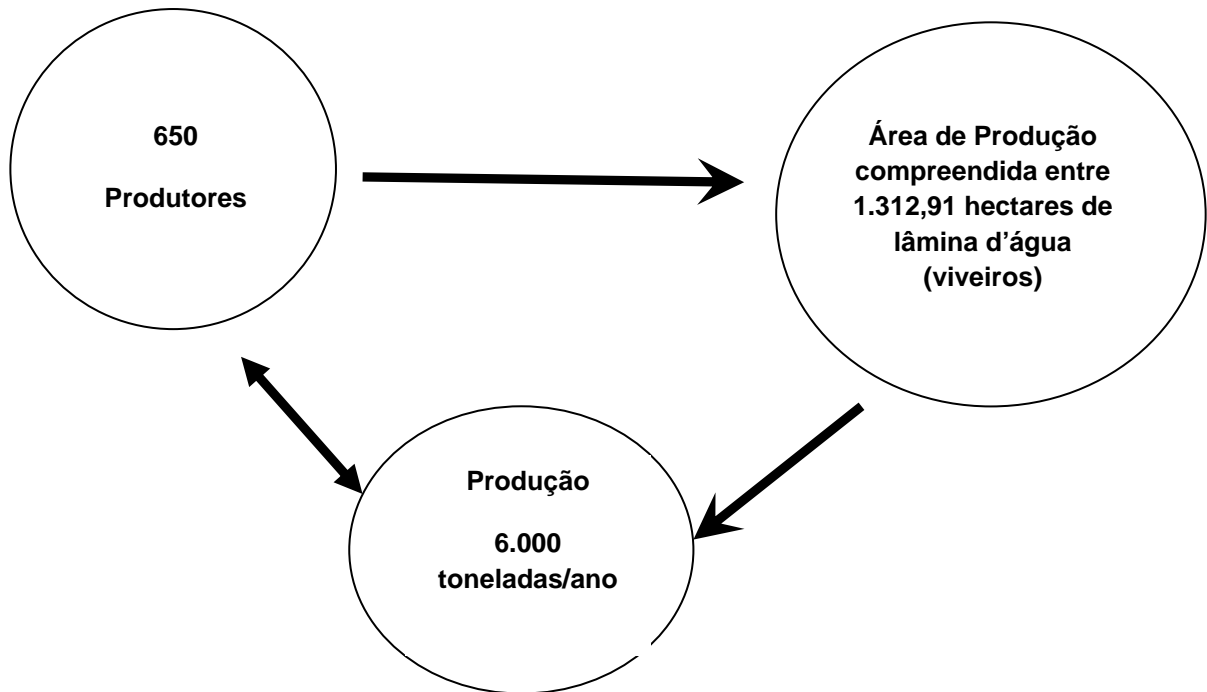 650
Produtores
Área de Produção
compreendida entre
1.312,91 hectares de
lâmina d’água
(viveiros)
Produção
6.000
toneladas/ano